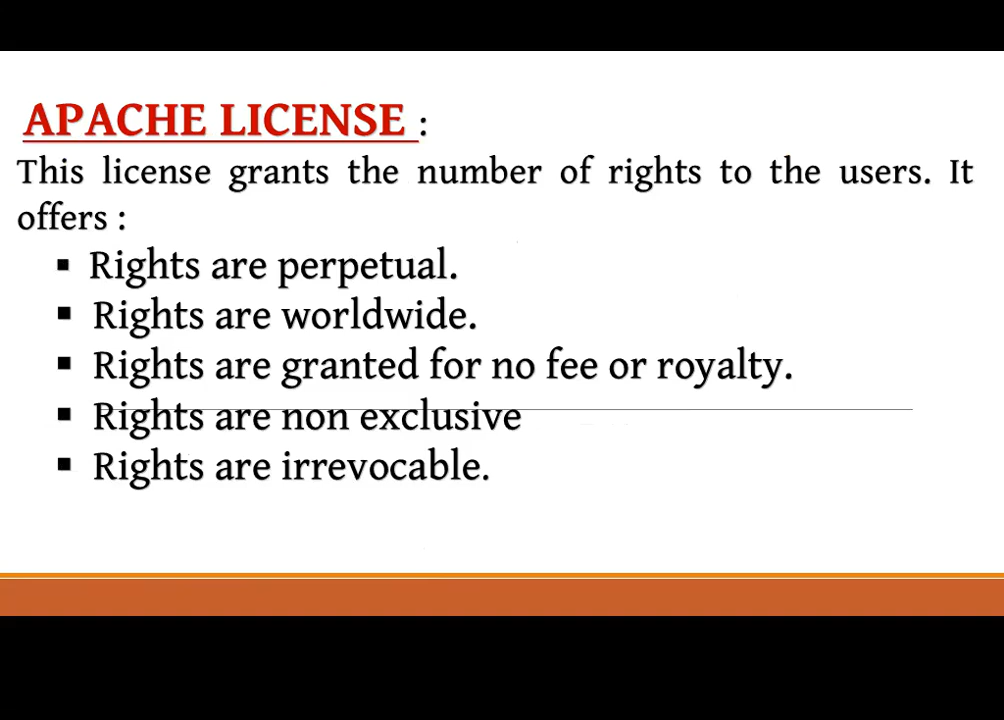 APACHE LICENSE :
This license grants the number of rights to the users. It
offers :
▪ Rights are perpetual.
▪ Rights are worldwide.
▪ Rights are granted for no fee or royalty.
▪ Rights are non exclusive
▪ Rights are irrevocable.